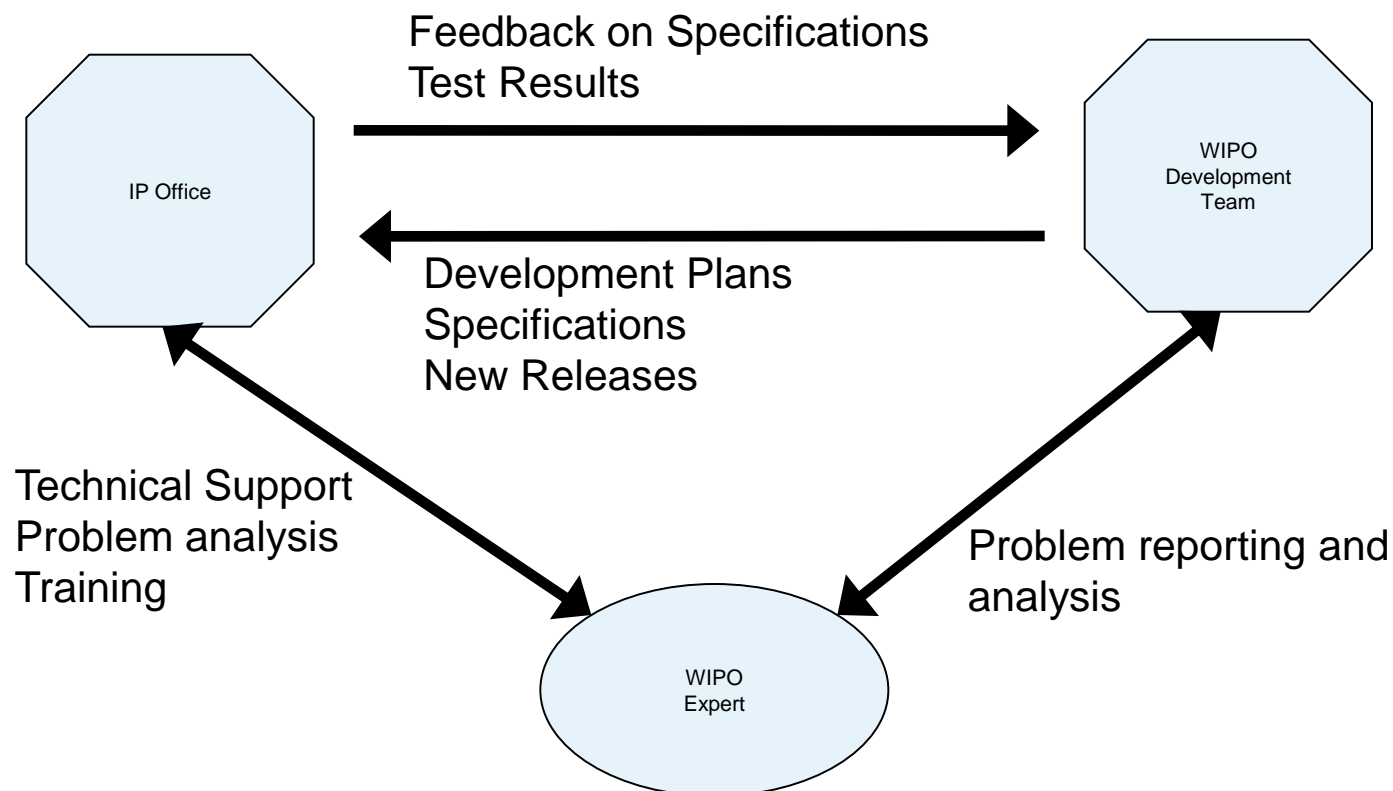 Feedback on Specifications
Test Results
IP Office
WIPO
Development
Team
Development Plans
Specifications
New Releases
Technical Support
Problem analysis
Training
Problem reporting and
analysis
WIPO
Expert